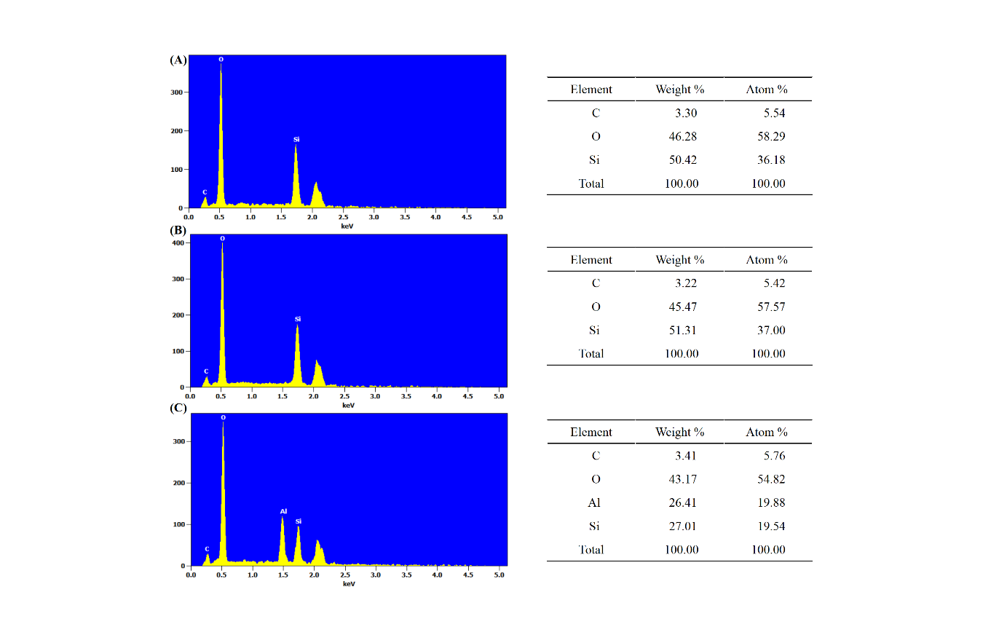 (A)
O
Si
C
300
200
100
0
0.0 0.5 1.0 1.5 2.0 2.5 3.0 3.5 4.0 4.5 5.0
keV
Element Weight % Atom %
C 3.30 5.54
O 46.28 58.29
Si 50.42 36.18
Total 100.00 100.00
(B)
O
Si
C
400
300
200
100
0
0.0 0.5 1.0 1.5 2.0 2.5 3.0 3.5 4.0 4.5 5.0
keV
Element Weight % Atom %
C 3.22 5.42
O 45.47 57.57
Si 51.31 37.00
Total 100.00 100.00
(C)
O
Al
Si
C
300
200
100
0
0.0 0.5 1.0 1.5 2.0 2.5 3.0 3.5 4.0 4.5 5.0
keV
Element Weight % Atom %
C 3.41 5.76
O 43.17 54.82
Al 26.41 19.88
Si 27.01 19.54
Total 100.00 100.00